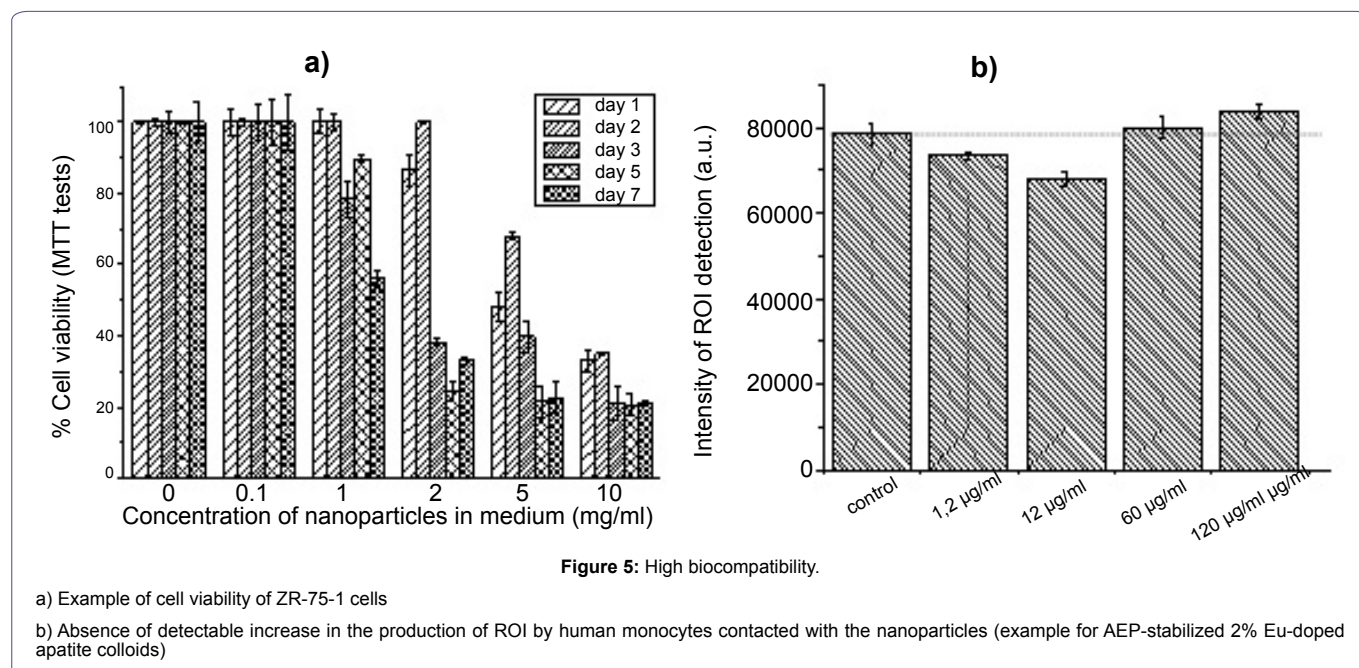 a)
% Cell viability (MTT tests)
100
80
60
40
20
0
day 1
day 2
day 3
day 5
day 7
0 0.1 1 2 5 10
Concentration of nanoparticles in medium (mg/ml)
b)
Intensity of ROI detection (a.u.)
80000
60000
40000
20000
0
control
1,2 µg/ml
12 µg/ml
60 µg/ml
120 µg/ml µg/ml
Figure 5: High biocompatibility.
a) Example of cell viability of ZR-75-1 cells
b) Absence of detectable increase in the production of ROI by human monocytes contacted with the nanoparticles (example for AEP-stabilized 2% Eu-doped
apatite colloids)